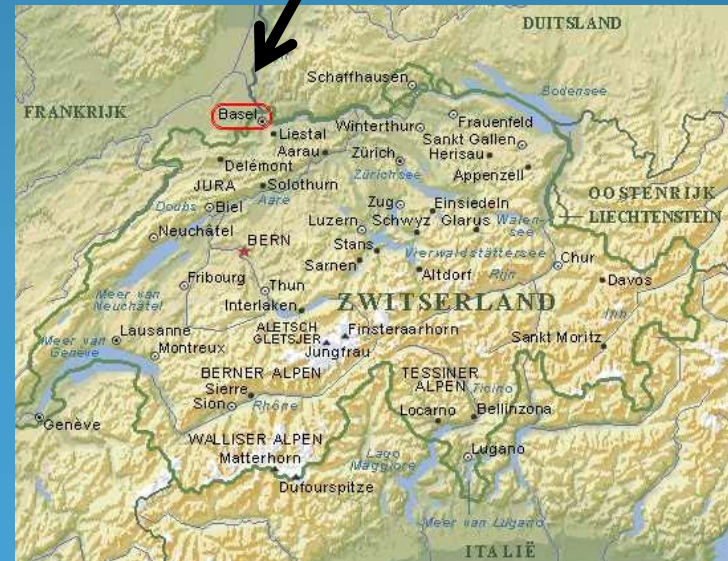 DUITSLAND
Schaffhausen
Bodensee
FRANKRIJK
Basel
Liestal
Winterthur
Frauenfeld
Sankt Gallen
Aarau
Zürich
Herisau
Delémont
Zürichsee
Appenzell
JURA
Solothurn
OOSTENRIJK
Doubs
Biel
Aare
Zug
Einsiedeln
LIECHTENSTEIN
Luzern
Schwyz
Glarus
Walen-
see
Neuchâtel
BERN
Stans
Vierwaldstättersee
Sarnen
Altdorf
Rijn
Chur
Fribourg
Thun
Davos
Meer van
Neuchâtel
Interlaken
ZWITSERLAND
Inn
Lausanne
ALETSCH
GLETSJER
Finsteraarhorn
Sankt Moritz
Meer van
Genève
Montreux
Jungfrau
BERNER ALPEN
TESSINER
ALPEN
Ticino
Sierre
Sion
Rhône
Locarno
Bellinzona
Genève
WALLISER ALPEN
Lugano
Matterhorn
Lago
Maggiore
Dufourspitze
Meer van Lugano
ITALIË